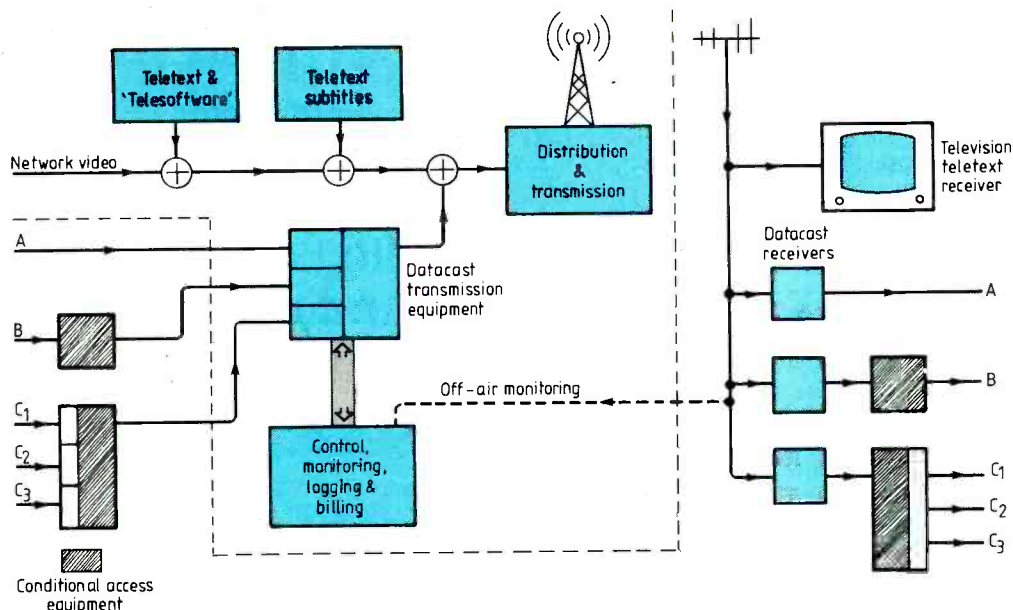 Teletext &
'Telesoftware'
Teletext
subtitles
Network video
Distribution
&
transmission
Television
teletext
receiver
A
Datacast
transmission
equipment
B
C1
C2
C3
Off-air monitoring
Control,
monitoring,
logging &
billing
Conditional access
equipment
Datacast
receivers
A
B
C1
C2
C3